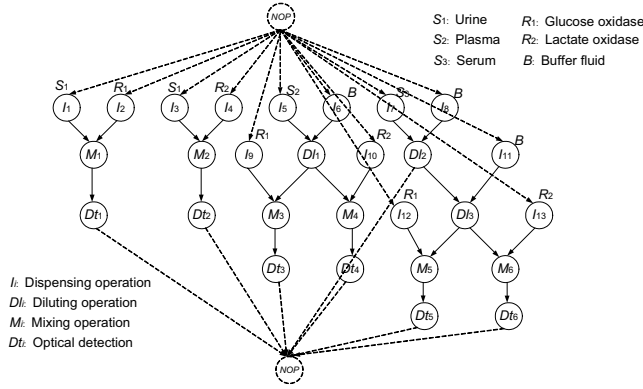 NOP
S1: Urine R1: Glucose oxidase
S2: Plasma R2: Lactate oxidase
S3: Serum B: Buffer fluid
S1 R1 S1 R2 S2 B S3 B
I1 I2 I3 I4 I5 I6 I7 I8
R1 R2 B
M1 M2 I9 DI1 I10 DI2 I11
R1 R2
Dt1 Dt2 M3 M4 I12 DI3 I13
Dt3 Dt4 M5 M6
Ii: Dispensing operation
DIi: Diluting operation
Mi: Mixing operation
Dti: Optical detection
Dt5 Dt6
NOP